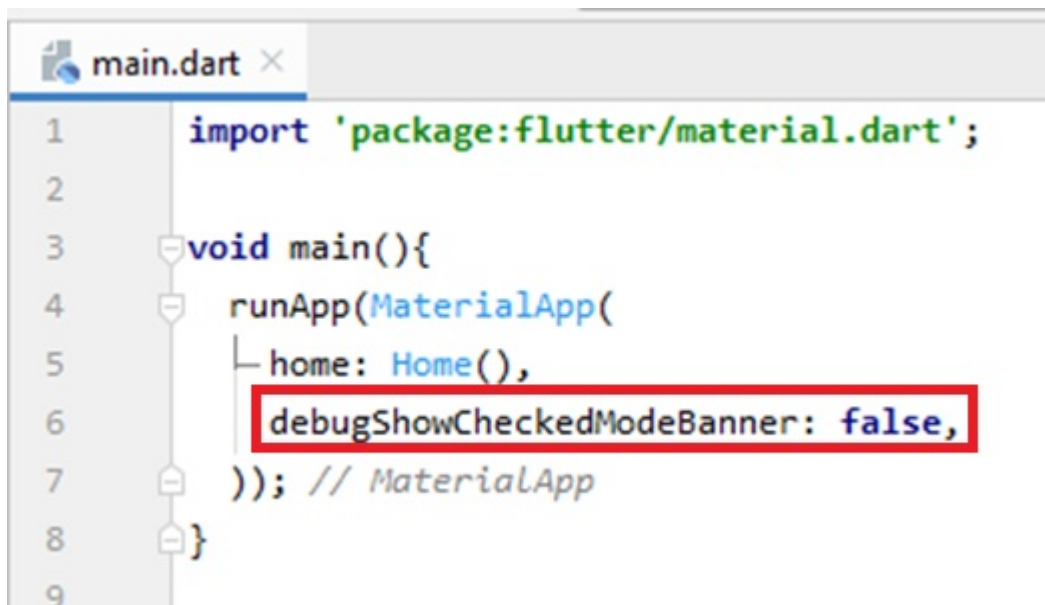 main.dart
1 import 'package:flutter/material.dart';
2
3 void main(){
4 runApp(MaterialApp(
5 home: Home(),
6 debugShowCheckedModeBanner: false,
7 )); // MaterialApp
8 }
9